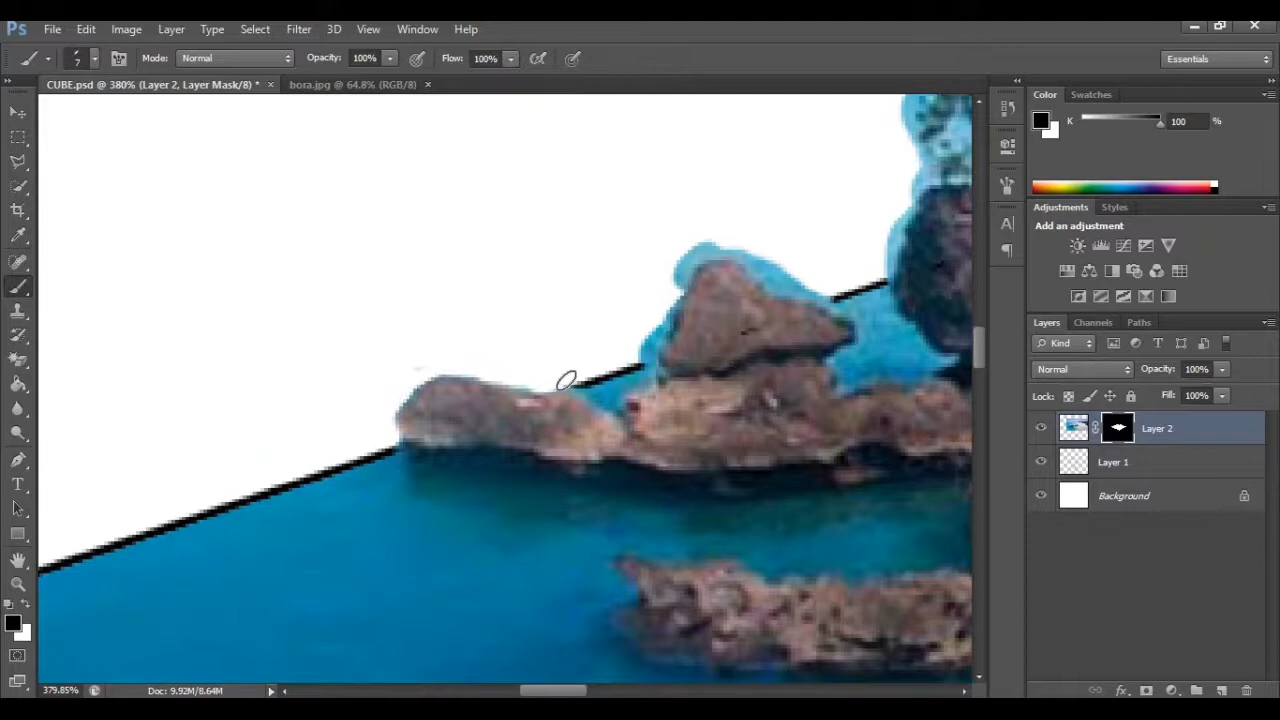 Ps File Edit Image Layer Type Select Filter 3D View Window Help
7 Mode: Normal Opacity: 100% Flow: 100% Essentials
CUBE.psd @ 380% (Layer 2, Layer Mask/8) * × bora.jpg @ 64.8% (RGB/8) ×
Color Swatches
K 100 %
Adjustments Styles
Add an adjustment
Layers Channels Paths
Kind
Normal Opacity: 100%
Lock: Fill: 100%
Layer 2
Layer 1
Background
379.85% Doc: 9.92M/8.64M